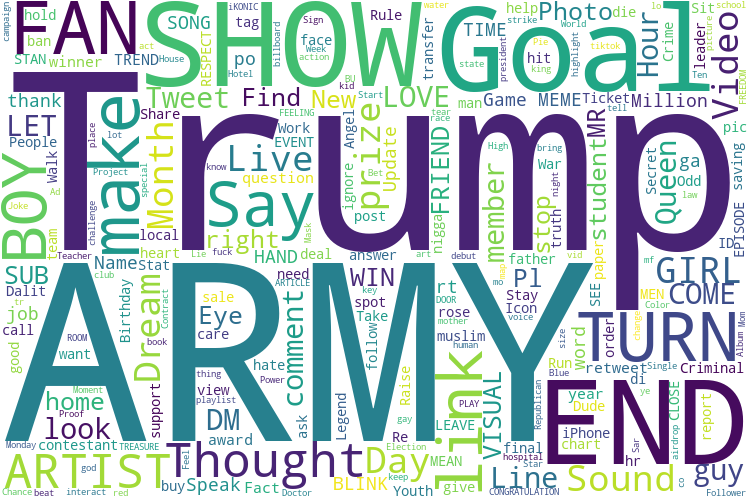 FAN
SHOW
Goal
Trump
ARMY
END
TURN
BOY
make
Say
Live
Find
Tweet
SONG
TREND
RESPECT
iKONIC
STAN
winner
thank
LET
People
Share
Month
New
LOVE
prize
TIME
Photo
Hour
Video
help
die
Sit
Rule
face
tag
po
transfer
hit
leader
Crime
Ticket
Million
MEME
Game
MR
man
Update
FRIEND
member
stop
student
Queen
GIRL
COME
Secret
Odd
ga
truth
War
question
EVENT
Work
Angel
ignore
post
right
HAND
deal
heart
local
Walk
Name
Stat
SUB
Dalit
job
call
good
want
home
look
contestant
support
Birthday
Dream
Eye
care
sale
view
hate
comment
WIN
spot
Take
follow
muslim
answer
father
Pl
Stay
Icon
rose
rt
link
VISUAL
LEAVE
MEAN
DM
award
ask
Legend
Raise
Re
Thought
Day
ARTIST
Speak
Fact
buy
BLINK
Youth
give
Line
final
hospital
Star
CONGRATULATION
Sound
guy
hr
chart
iPhone
Dude
year
report
CLOSE
Criminal
retweet
di
word
order
paper
SEE
MEN
ID
EPISODE
saving
pic
FREEDOM
school
picture
tiktok
president
highlight
strike
World
Sign
billboard
Week
action
House
Hotel
campaign
hold
ban
team
Joke
Ad
place
challenge
Project
special
Teacher
club
Moment
Proof
TREASURE
Monday
god
Chance
beat
interact
red
Doctor
Power
playlist
thing
book
Contract
ROOM
Election
Republican
Single
Blue
Run
airdrop
Follow
Color
Album
Mom
law
tell
king
Pie
Ten
water
state
race
tear
Start
FEELING
kid
BU
Bet
know
Lie
fuck
Mask
art
debut
night
bring
High
human
mother
voice
DOOR
key
ARTICLE
PLAY
gay
keep
Feel
need
size
vid
change
nigga
act
lot
tr
mo
mf
co
ye
Sar